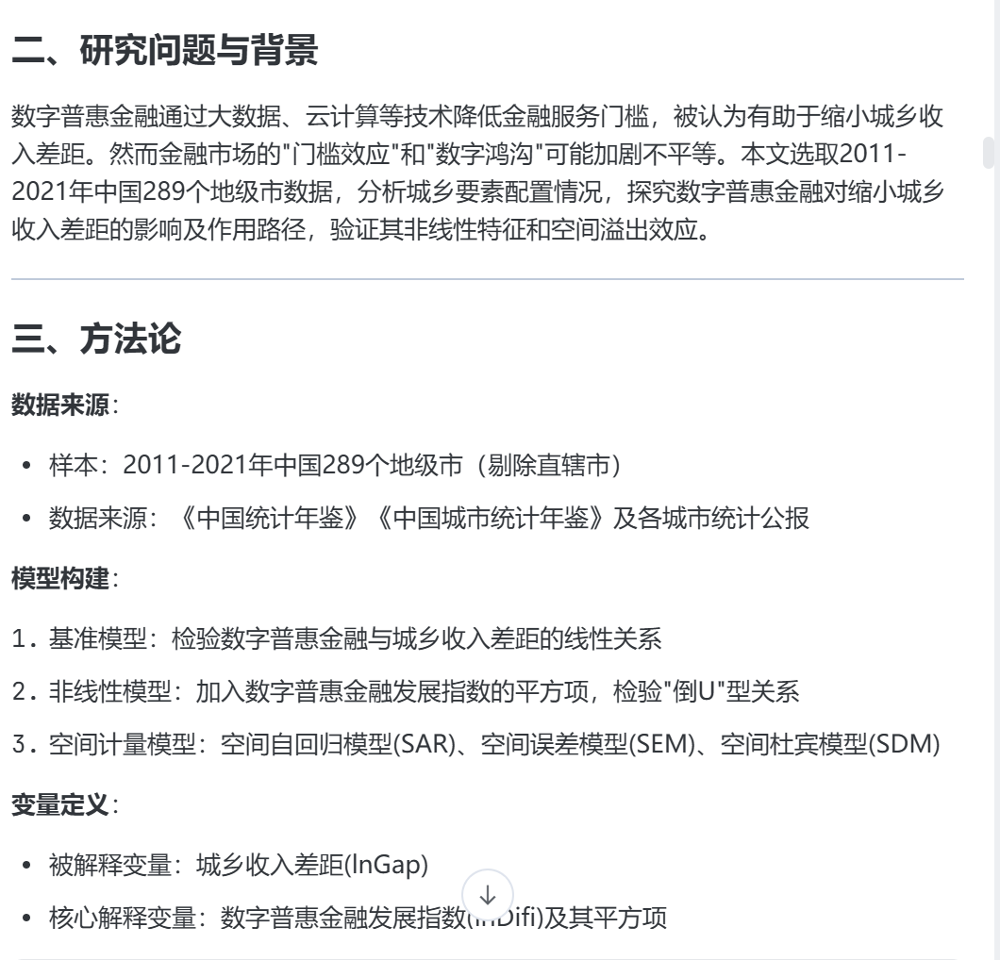 二、研究问题与背景
数字普惠金融通过大数据、云计算等技术降低金融服务门槛，被认为有助于缩小城乡收
入差距。然而金融市场的"门槛效应"和"数字鸿沟"可能加剧不平等。本文选取2011-
2021年中国289个地级市数据，分析城乡要素配置情况，探究数字普惠金融对缩小城乡
收入差距的影响及作用路径，验证其非线性特征和空间溢出效应。
三、方法论
数据来源：
• 样本：2011-2021年中国289个地级市（剔除直辖市）
• 数据来源：《中国统计年鉴》《中国城市统计年鉴》及各城市统计公报
模型构建：
1. 基准模型：检验数字普惠金融与城乡收入差距的线性关系
2. 非线性模型：加入数字普惠金融发展指数的平方项，检验"倒U"型关系
3. 空间计量模型：空间自回归模型(SAR)、空间误差模型(SEM)、空间杜宾模型(SDM)
变量定义：
• 被解释变量：城乡收入差距(lnGap)
• 核心解释变量：数字普惠金融发展指数(lnDifi)及其平方项